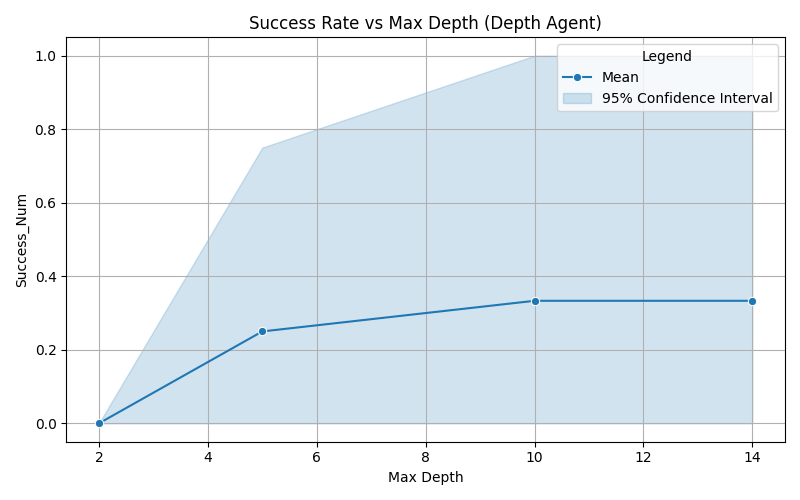 Success Rate vs Max Depth (Depth Agent)
Legend
Mean
95% Confidence Interval
Success_Num
1.0
0.8
0.6
0.4
0.2
0.0
2 4 6 8 10 12 14
Max Depth